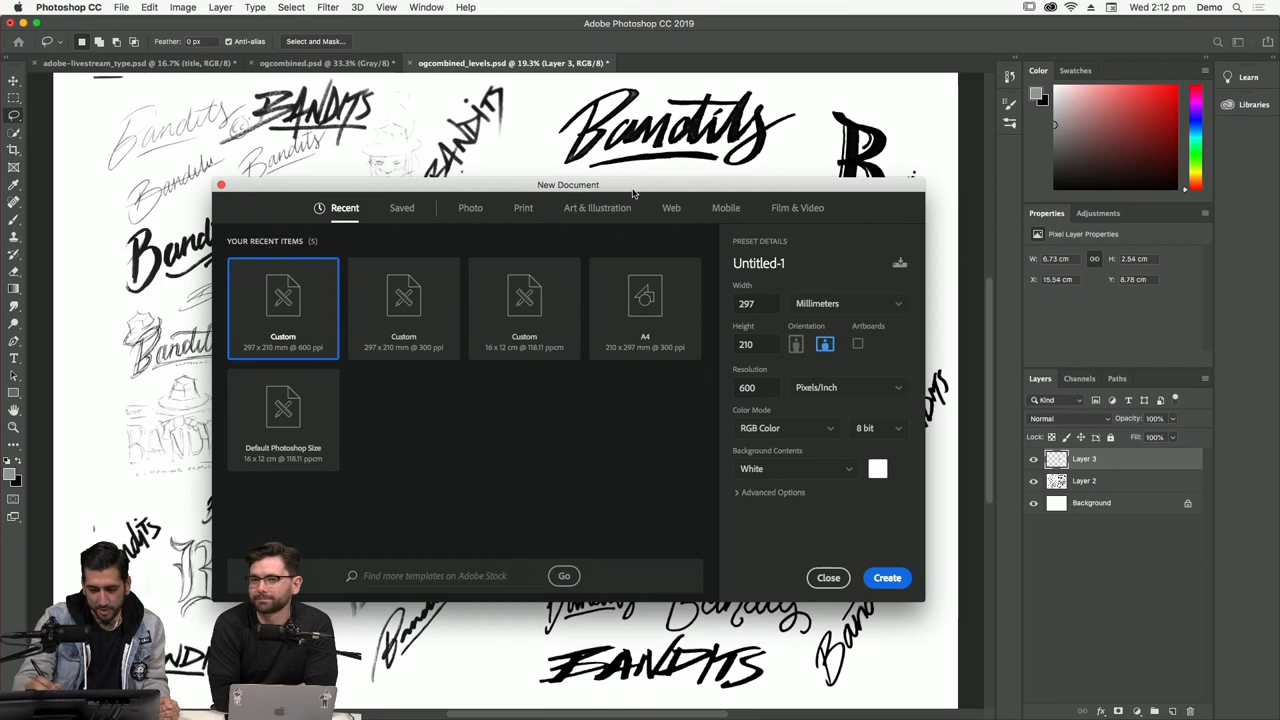 Photoshop CC File Edit Image Layer Type Select Filter 3D View Window Help Wed 2:12 pm Demo
Adobe Photoshop CC 2019
Feather: 0 px Anti-alias Select and Mask...
adobe-livestream_type.psd @ 16.7% (title, RGB/8) * ogcombined.psd @ 33.3% (Gray/8) * ogcombined_levels.psd @ 19.3% (Layer 3, RGB/8) *
Color Swatches
Learn
Libraries
Bandits
BANDITS
BANDITS
Bandits
Bandits
Bandits
B
New Document
Recent Saved Photo Print Art & Illustration Web Mobile Film & Video
YOUR RECENT ITEMS (5)
Custom
297 x 210 mm @ 600 ppi
Custom
297 x 210 mm @ 300 ppi
Custom
16 x 12 cm @ 118.11 ppcm
A4
210 x 297 mm @ 300 ppi
Default Photoshop Size
16 x 12 cm @ 118.11 ppcm
Find more templates on Adobe Stock Go
PRESET DETAILS
Untitled-1
Width
297 Millimeters
Height Orientation Artboards
210
Resolution
600 Pixels/Inch
Color Mode
RGB Color 8 bit
Background Contents
White
Advanced Options
Close Create
Properties Adjustments
Pixel Layer Properties
W: 6.73 cm H: 2.54 cm
X: 15.54 cm Y: 8.78 cm
Layers Channels Paths
Kind
Normal Opacity: 100%
Lock: Fill: 100%
Layer 3
Layer 2
Background
Bandits
BANDITS